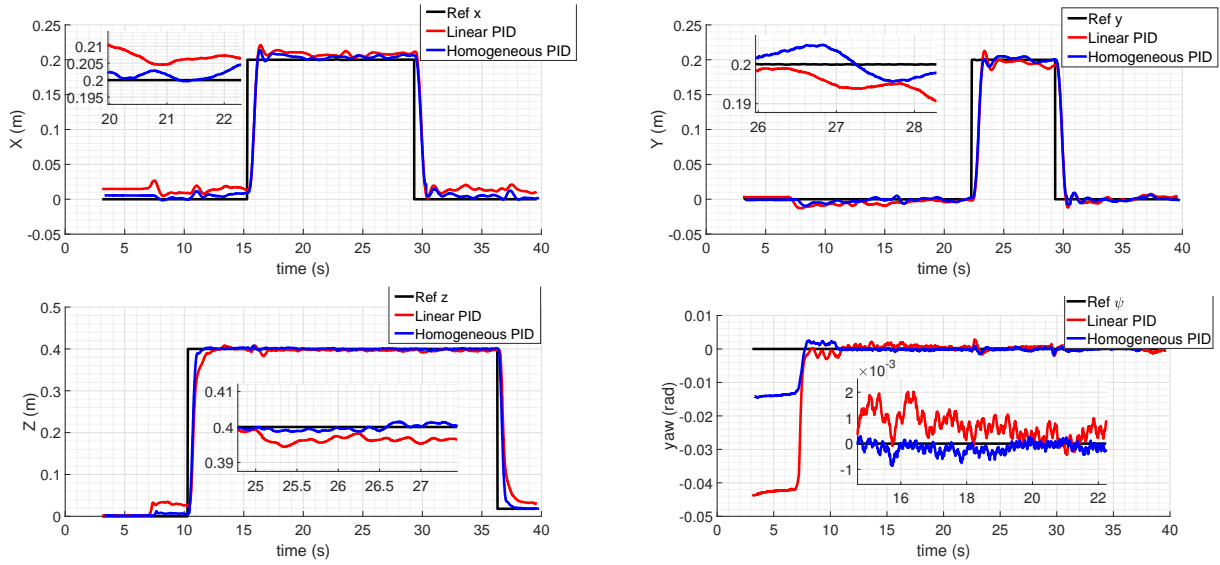 Ref x
Linear PID
Homogeneous PID
0.25
0.2
0.15
0.1
0.05
0
-0.05
X (m)
0.21
0.205
0.2
0.195
20 21 22
0 5 10 15 20 25 30 35 40
time (s)
Ref y
Linear PID
Homogeneous PID
0.25
0.2
0.15
0.1
0.05
0
-0.05
Y (m)
0.2
0.19
26 27 28
0 5 10 15 20 25 30 35 40
time (s)
Ref z
Linear PID
Homogeneous PID
0.5
0.4
0.3
0.2
0.1
0
Z (m)
0.41
0.4
0.39
25 25.5 26 26.5 27
0 5 10 15 20 25 30 35 40
time (s)
Ref ψ
Linear PID
Homogeneous PID
0.01
0
-0.01
-0.02
-0.03
-0.04
-0.05
yaw (rad)
×10⁻³
2
1
0
-1
16 18 20 22
0 5 10 15 20 25 30 35 40
time (s)